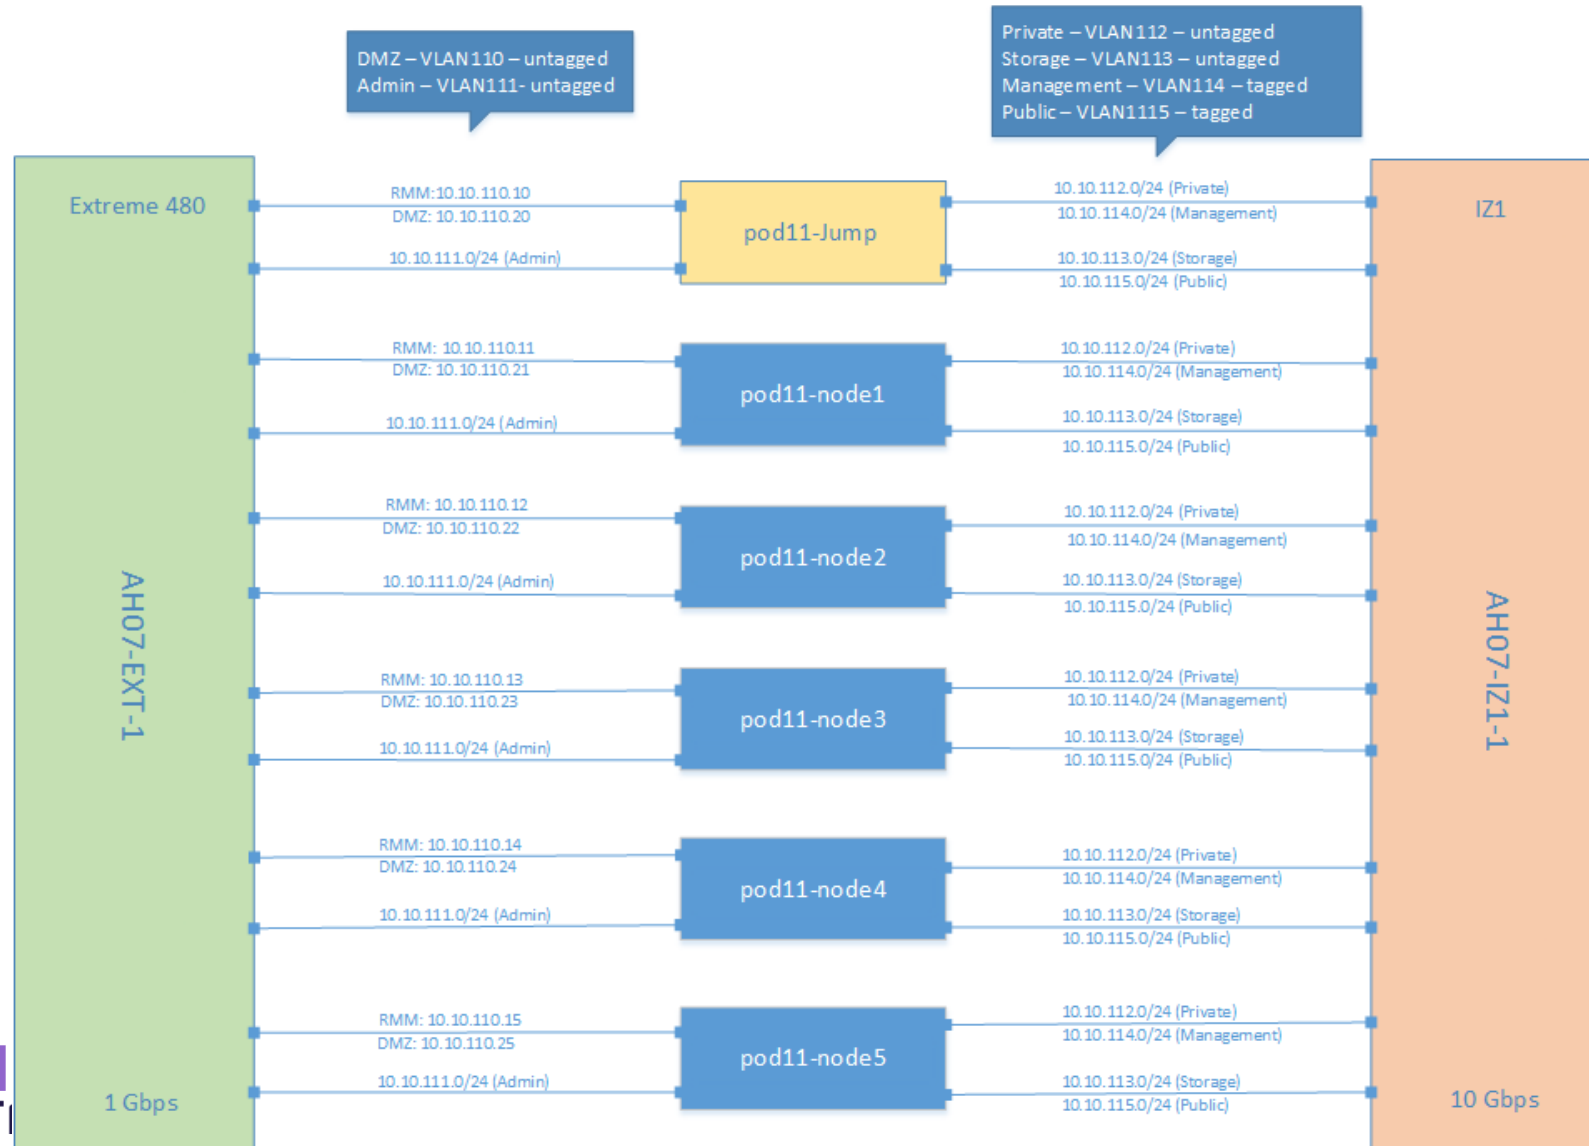 DMZ – VLAN110 – untagged
Admin – VLAN111- untagged
Private – VLAN112 – untagged
Storage – VLAN113 – untagged
Management – VLAN114 – tagged
Public – VLAN1115 – tagged
Extreme 480
AH07-EXT-1
1 Gbps
RMM:10.10.110.10
DMZ: 10.10.110.20
10.10.111.0/24 (Admin)
pod11-Jump
10.10.112.0/24 (Private)
10.10.114.0/24 (Management)
10.10.113.0/24 (Storage)
10.10.115.0/24 (Public)
RMM: 10.10.110.11
DMZ: 10.10.110.21
10.10.111.0/24 (Admin)
pod11-node1
10.10.112.0/24 (Private)
10.10.114.0/24 (Management)
10.10.113.0/24 (Storage)
10.10.115.0/24 (Public)
RMM: 10.10.110.12
DMZ: 10.10.110.22
10.10.111.0/24 (Admin)
pod11-node2
10.10.112.0/24 (Private)
10.10.114.0/24 (Management)
10.10.113.0/24 (Storage)
10.10.115.0/24 (Public)
RMM: 10.10.110.13
DMZ: 10.10.110.23
10.10.111.0/24 (Admin)
pod11-node3
10.10.112.0/24 (Private)
10.10.114.0/24 (Management)
10.10.113.0/24 (Storage)
10.10.115.0/24 (Public)
RMM: 10.10.110.14
DMZ: 10.10.110.24
10.10.111.0/24 (Admin)
pod11-node4
10.10.112.0/24 (Private)
10.10.114.0/24 (Management)
10.10.113.0/24 (Storage)
10.10.115.0/24 (Public)
RMM: 10.10.110.15
DMZ: 10.10.110.25
10.10.111.0/24 (Admin)
pod11-node5
10.10.112.0/24 (Private)
10.10.114.0/24 (Management)
10.10.113.0/24 (Storage)
10.10.115.0/24 (Public)
IZ1
AH07-IZ1-1
10 Gbps